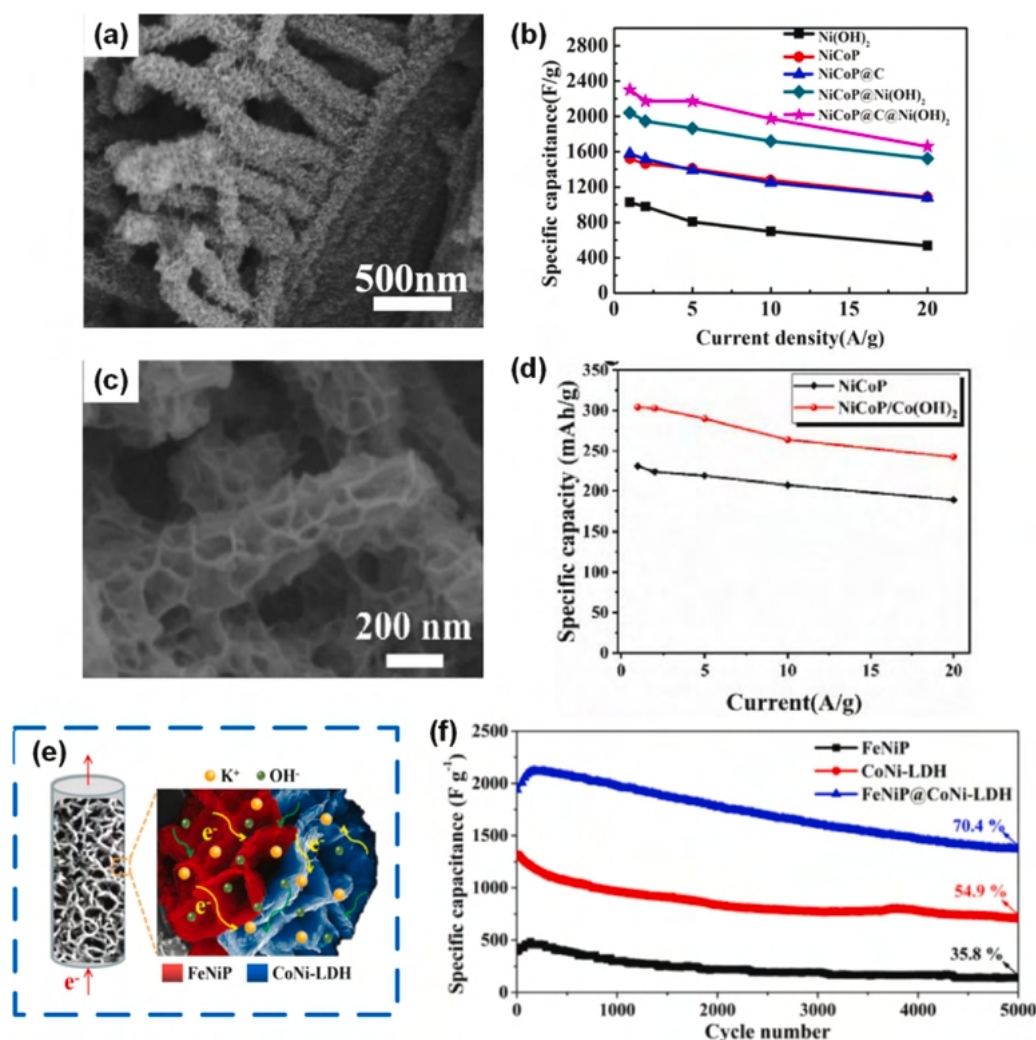 (a)
500nm
(b)
Specific capacitance(F/g)
2800
2400
2000
1600
1200
800
400
0
Ni(OH)₂
NiCoP
NiCoP@C
NiCoP@Ni(OH)₂
NiCoP@C@Ni(OH)₂
0 5 10 15 20
Current density(A/g)
(c)
200 nm
(d)
Specific capacity (mAh/g)
350
300
250
200
150
100
50
0
NiCoP
NiCoP/Co(OH)₂
0 5 10 15 20
Current(A/g)
(e)
K⁺ OH⁻
e⁻
e⁻
e⁻
e⁻
FeNiP CoNi-LDH
(f)
Specific capacitance (F g⁻¹)
2500
2000
1500
1000
500
0
FeNiP
CoNi-LDH
FeNiP@CoNi-LDH
70.4 %
54.9 %
35.8 %
0 1000 2000 3000 4000 5000
Cycle number